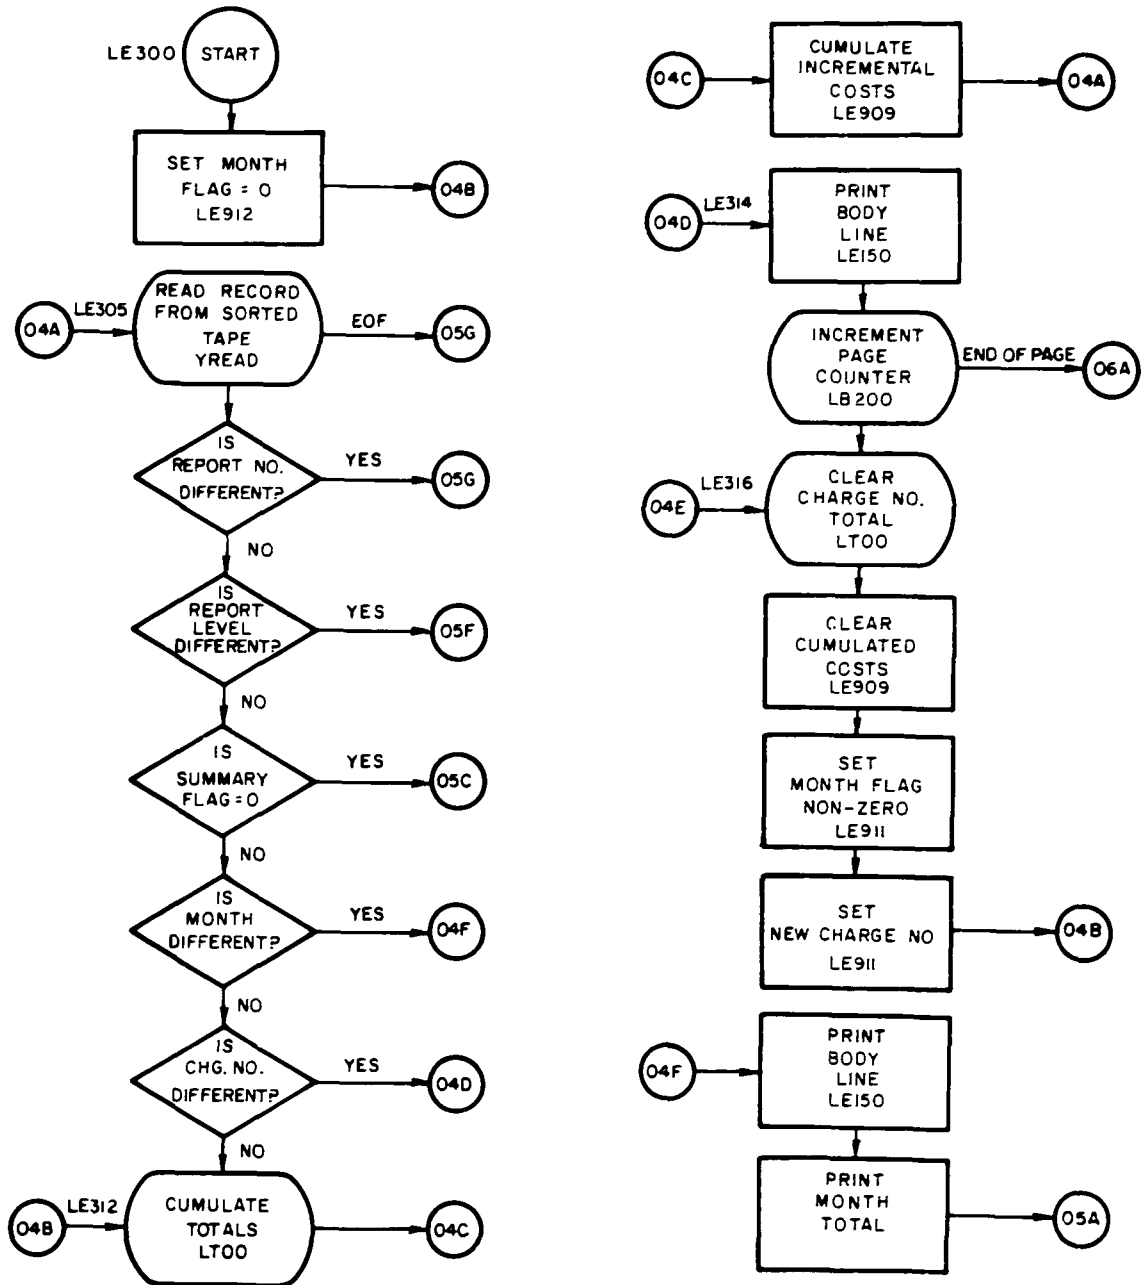 LE300
START
SET MONTH
FLAG = 0
LE912
04B
04A
LE305
READ RECORD
FROM SORTED
TAPE
YREAD
EOF
05G
IS
REPORT NO.
DIFFERENT?
YES
05G
NO
IS
REPORT
LEVEL
DIFFERENT?
YES
05F
NO
IS
SUMMARY
FLAG = 0
YES
05C
NO
IS
MONTH
DIFFERENT?
YES
04F
NO
IS
CHG. NO.
DIFFERENT?
YES
04D
NO
04B
LE312
CUMULATE
TOTALS
LT00
04C
04C
CUMULATE
INCREMENTAL
COSTS
LE909
04A
04D
LE314
PRINT
BODY
LINE
LE150
INCREMENT
PAGE
COUNTER
LB200
END OF PAGE
06A
04E
LE316
CLEAR
CHARGE NO.
TOTAL
LT00
CLEAR
CUMULATED
COSTS
LE909
SET
MONTH FLAG
NON-ZERO
LE911
SET
NEW CHARGE NO
LE911
04B
04F
PRINT
BODY
LINE
LE150
PRINT
MONTH
TOTAL
05A